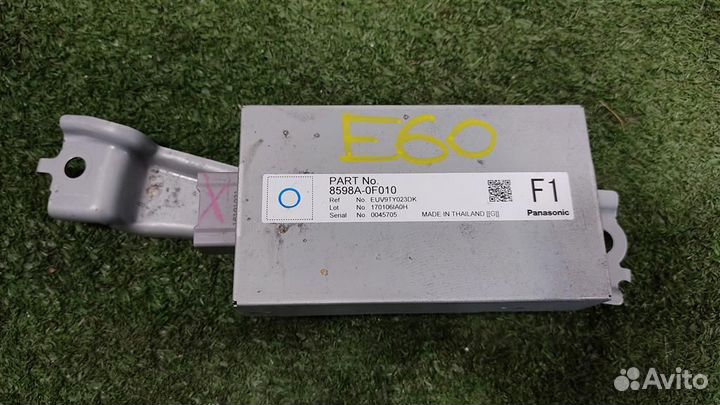 E60
PART No.
8598A-0F010
Ref No. EUV9TY023DK
Lot No. 170106IA0H
Serial No. 0045705 MADE IN THAILAND [[G]]
F1
Panasonic
X
Avito